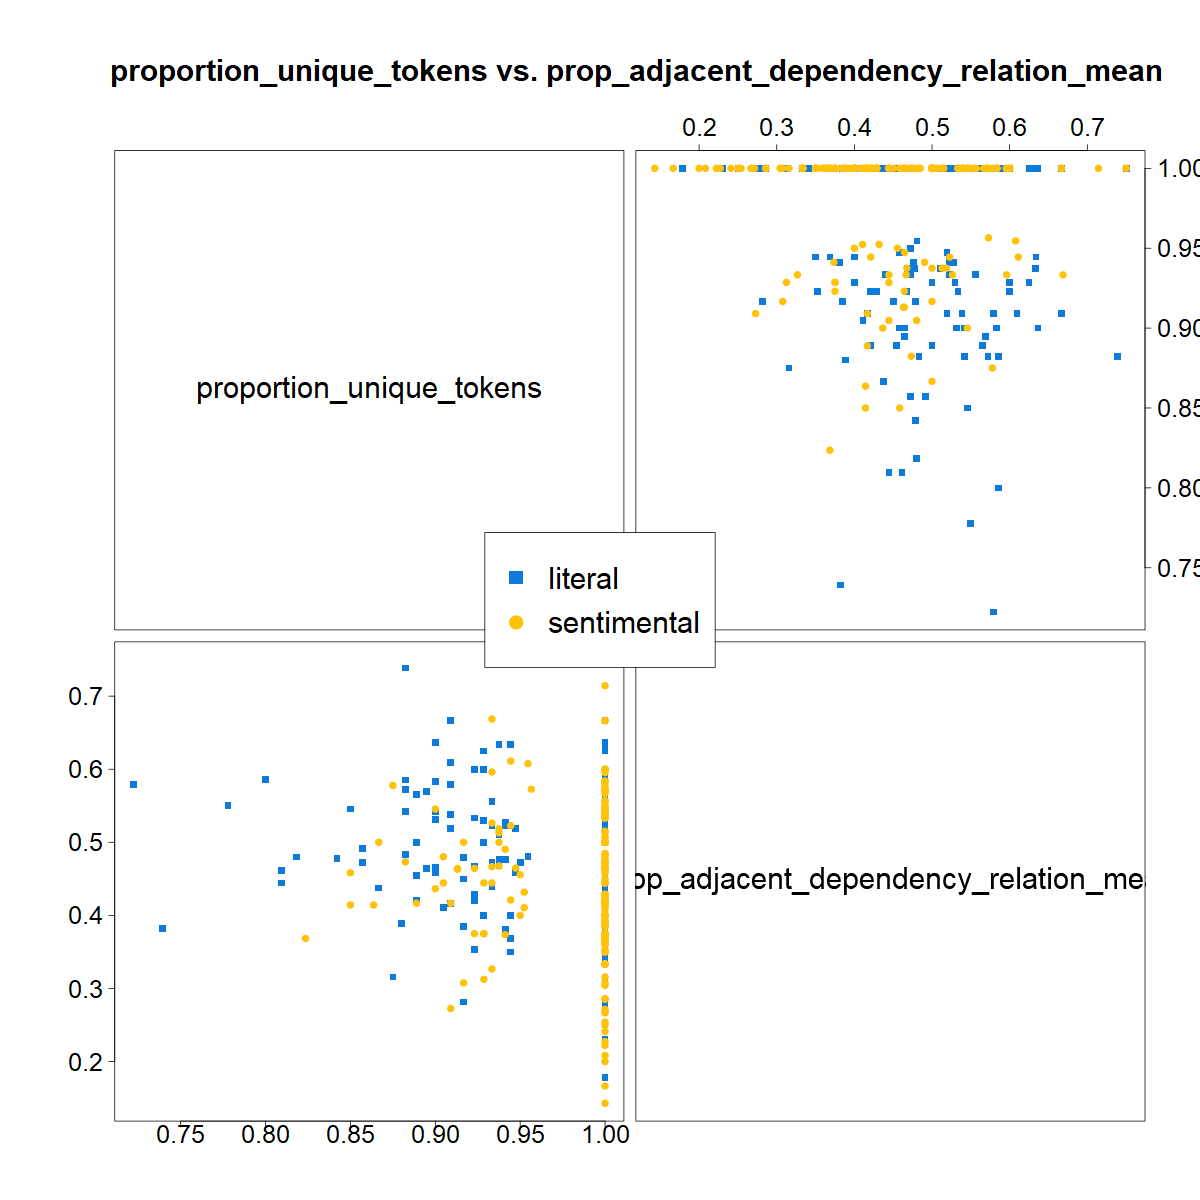 proportion_unique_tokens vs. prop_adjacent_dependency_relation_mean
0.2 0.3 0.4 0.5 0.6 0.7
proportion_unique_tokens
1.00
0.95
0.90
0.85
0.80
0.75
literal
sentimental
0.7
0.6
0.5
0.4
0.3
0.2
op_adjacent_dependency_relation_me
0.75 0.80 0.85 0.90 0.95 1.00